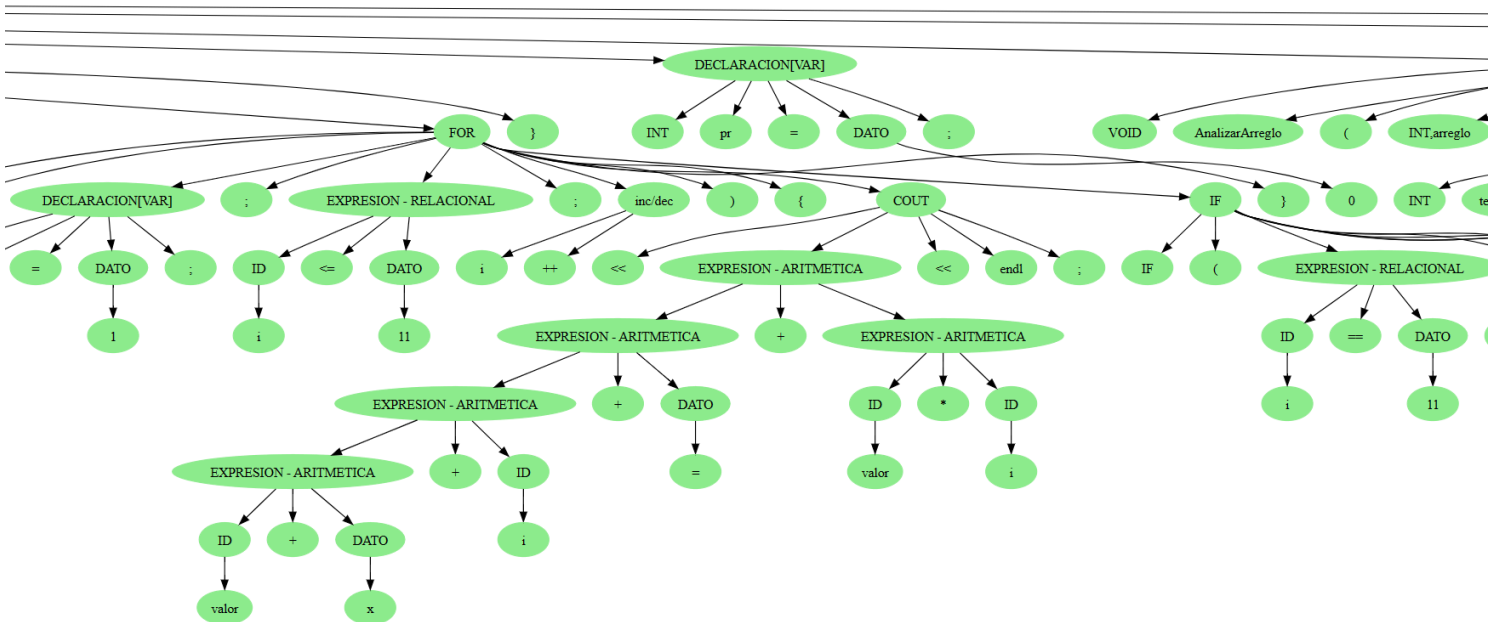 DECLARACION[VAR]
FOR } INT pr = DATO ; VOID AnalizarArreglo ( INT,arreglo
DECLARACION[VAR] ; EXPRESION - RELACIONAL ; inc/dec ) { COUT IF } 0 INT
= DATO ; ID <= DATO i ++ << EXPRESION - ARITMETICA << endl ; IF ( EXPRESION - RELACIONAL
1 i 11 EXPRESION - ARITMETICA + EXPRESION - ARITMETICA ID == DATO
EXPRESION - ARITMETICA + DATO ID * ID i 11
EXPRESION - ARITMETICA + ID = valor i
ID + DATO i
valor x